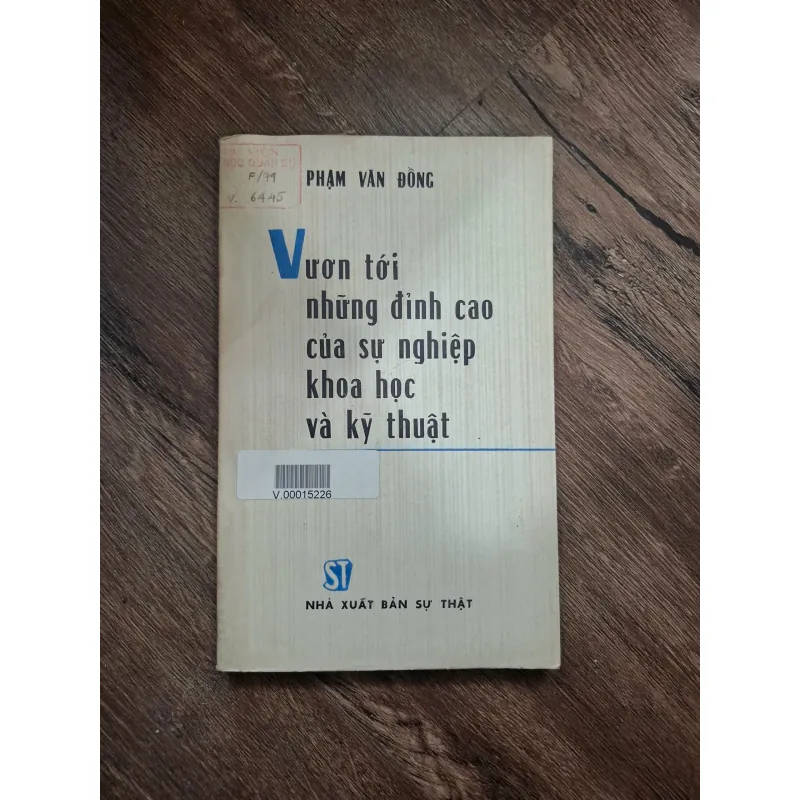 F/79
V. 6445
PHẠM VĂN ĐỒNG
Vươn tới
những đỉnh cao
của sự nghiệp
khoa học
và kỹ thuật
V.00015226
ST
NHÀ XUẤT BẢN SỰ THẬT